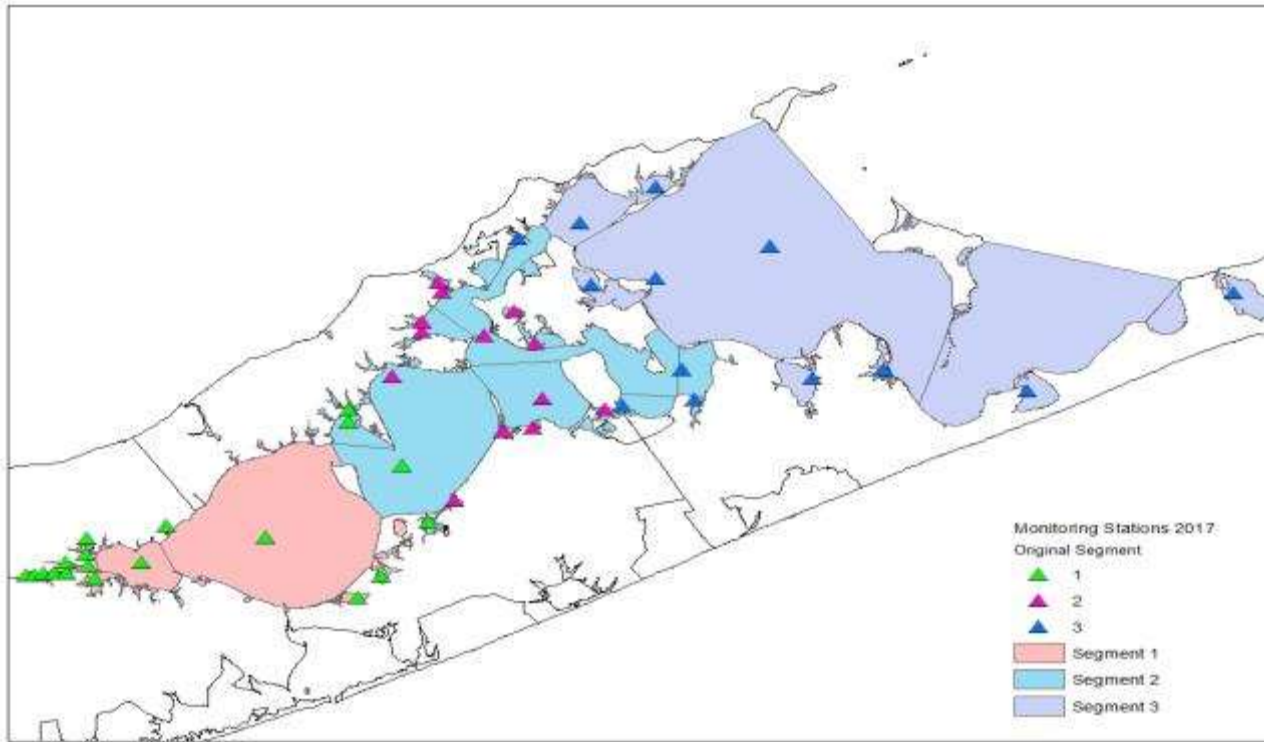 Monitoring Stations 2017
Original Segment
1
2
3
Segment 1
Segment 2
Segment 3